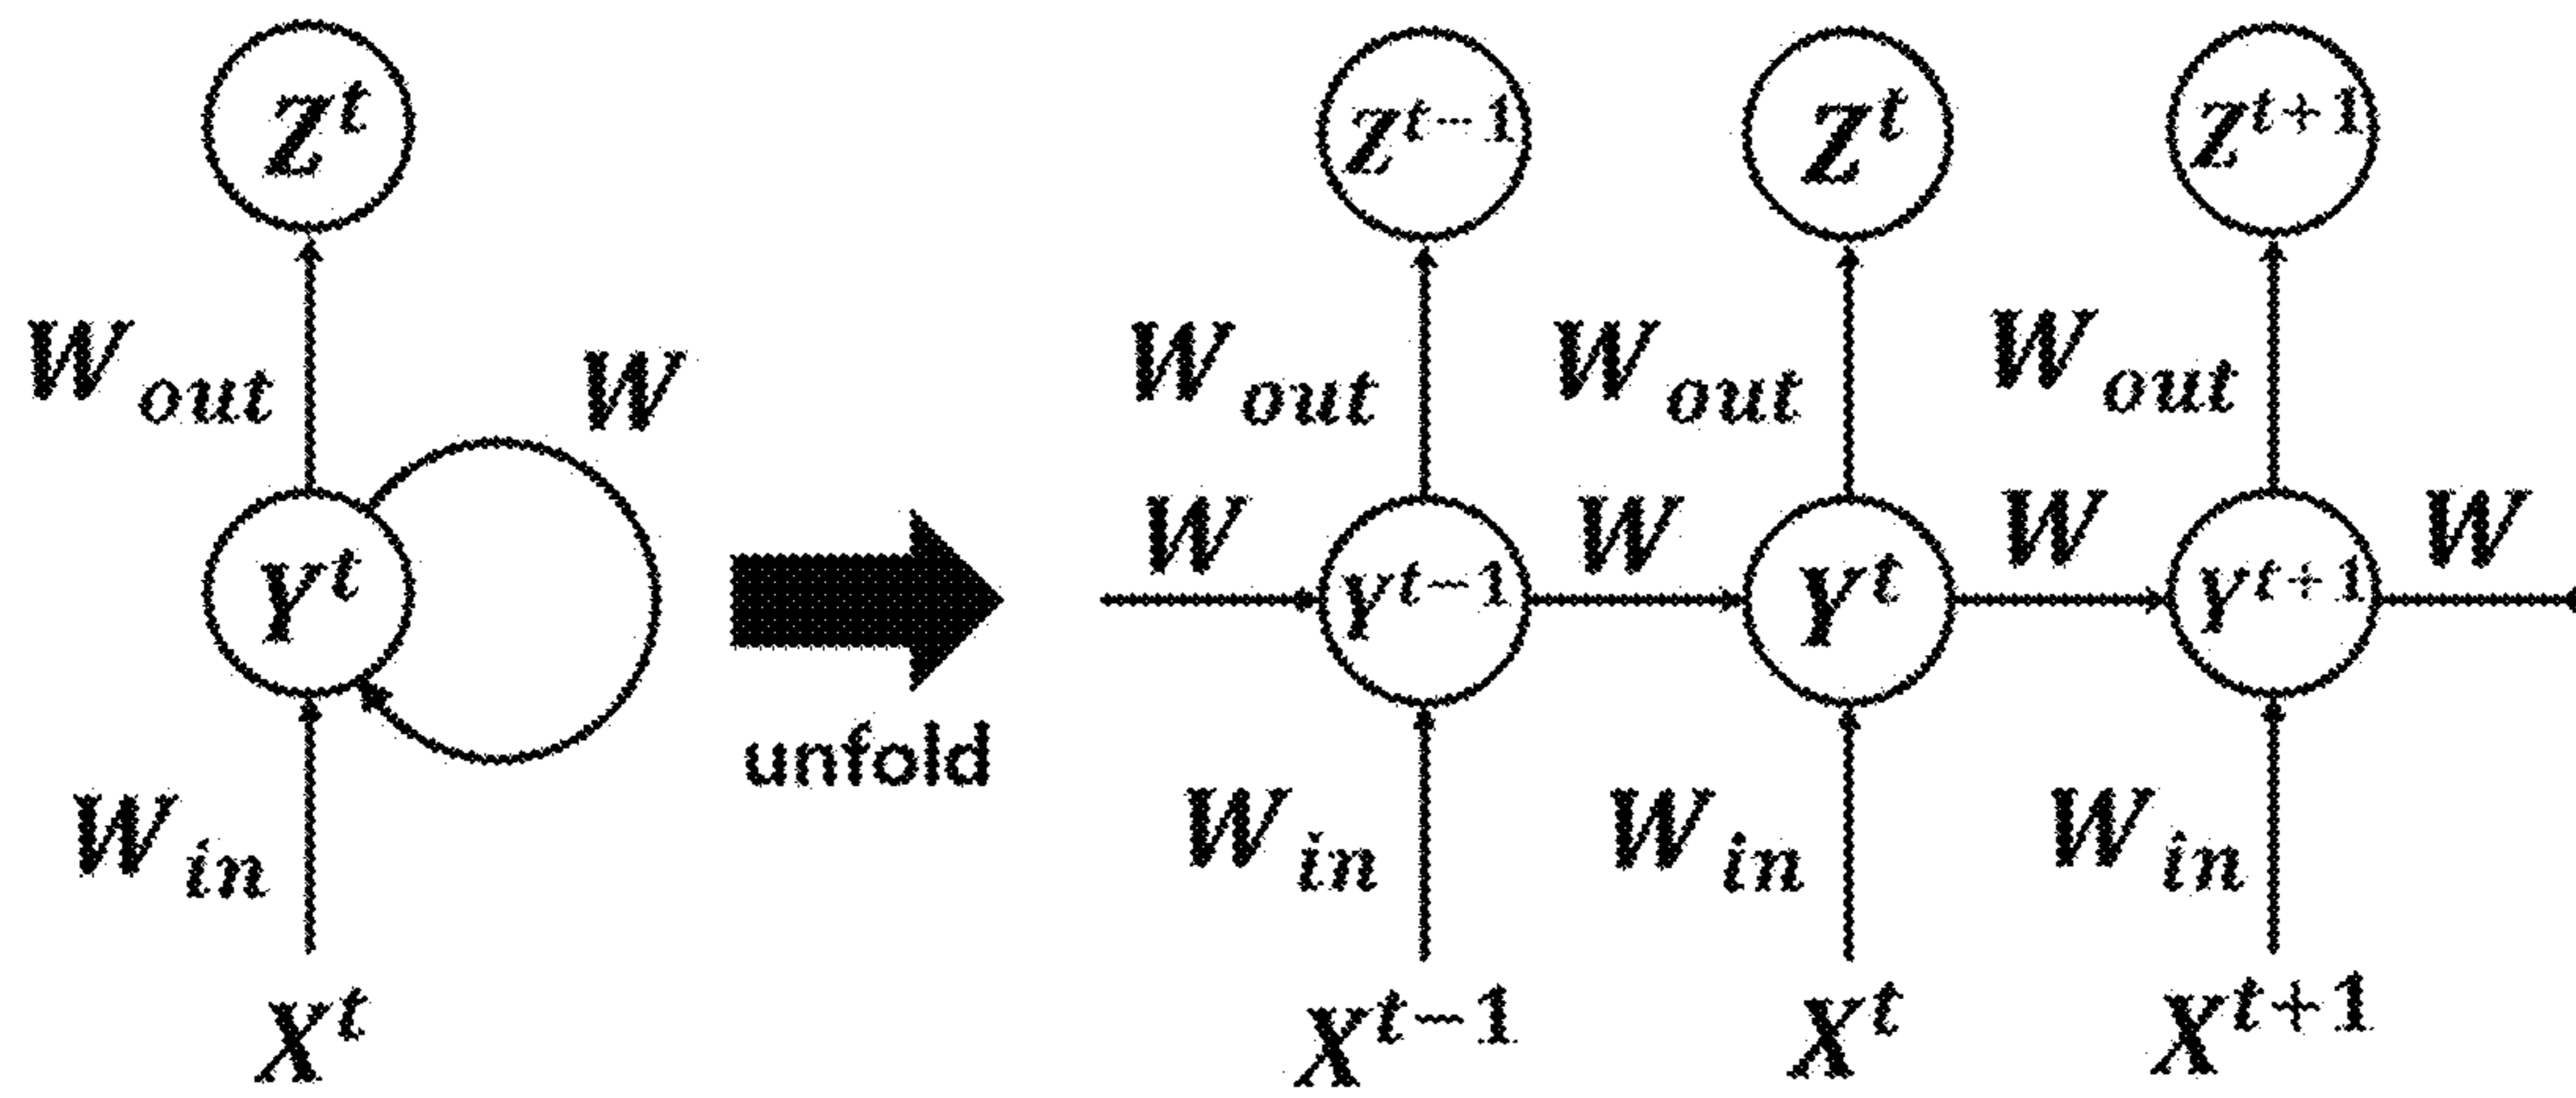 Z^t
W_out
W
Y^t
W_in
X^t
unfold
Z^{t-1} Z^t Z^{t+1}
W_out W_out W_out
W W W W
Y^{t-1} Y^t Y^{t+1}
W_in W_in W_in
X^{t-1} X^t X^{t+1}